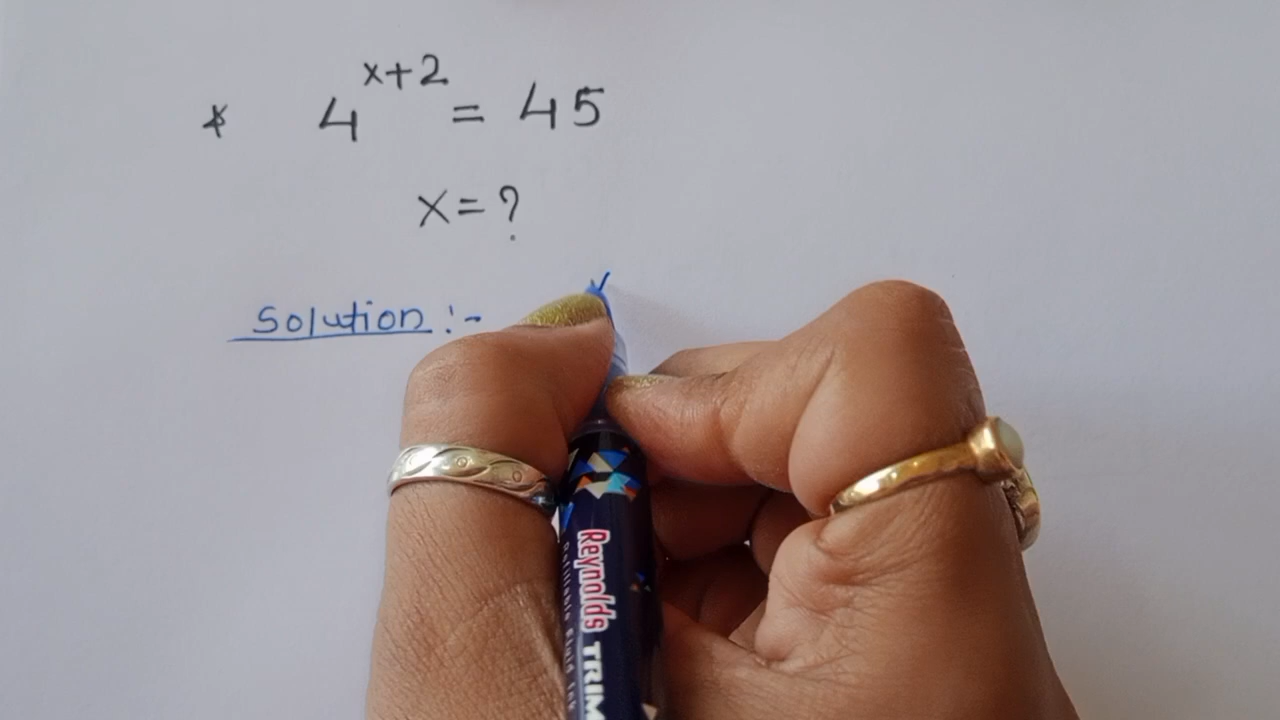 * 4^{x+2} = 45
x = ?
Solution :-
Reynolds TRIM